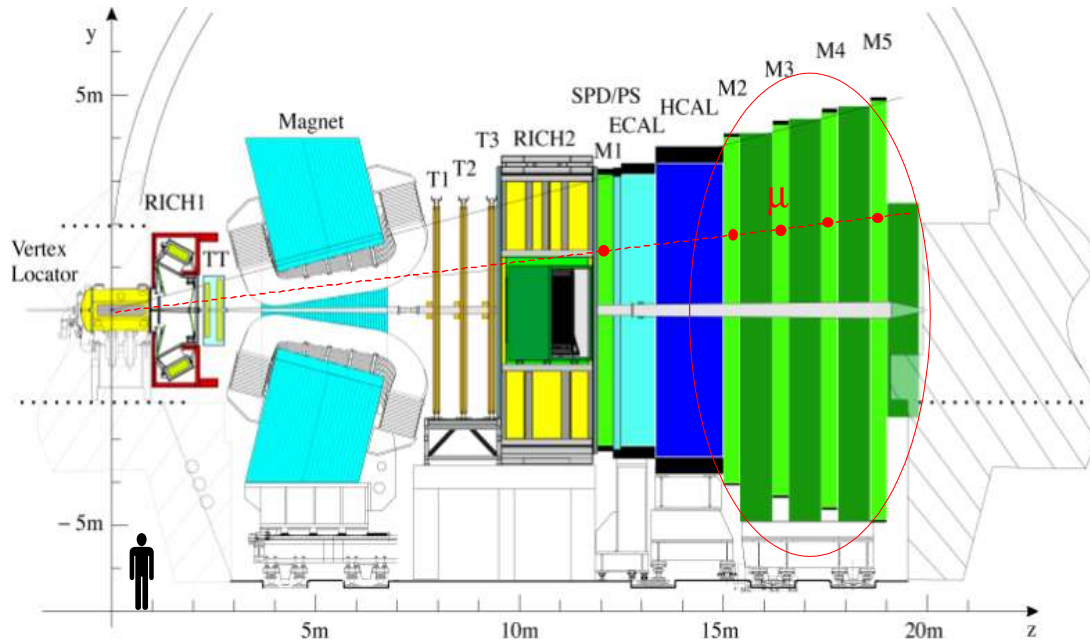 y
5m
Magnet
RICH1
Vertex
Locator
TT
T1
T2
T3
RICH2
SPD/PS
M1
ECAL
HCAL
M2
M3
M4
M5
μ
− 5m
5m
10m
15m
20m
z